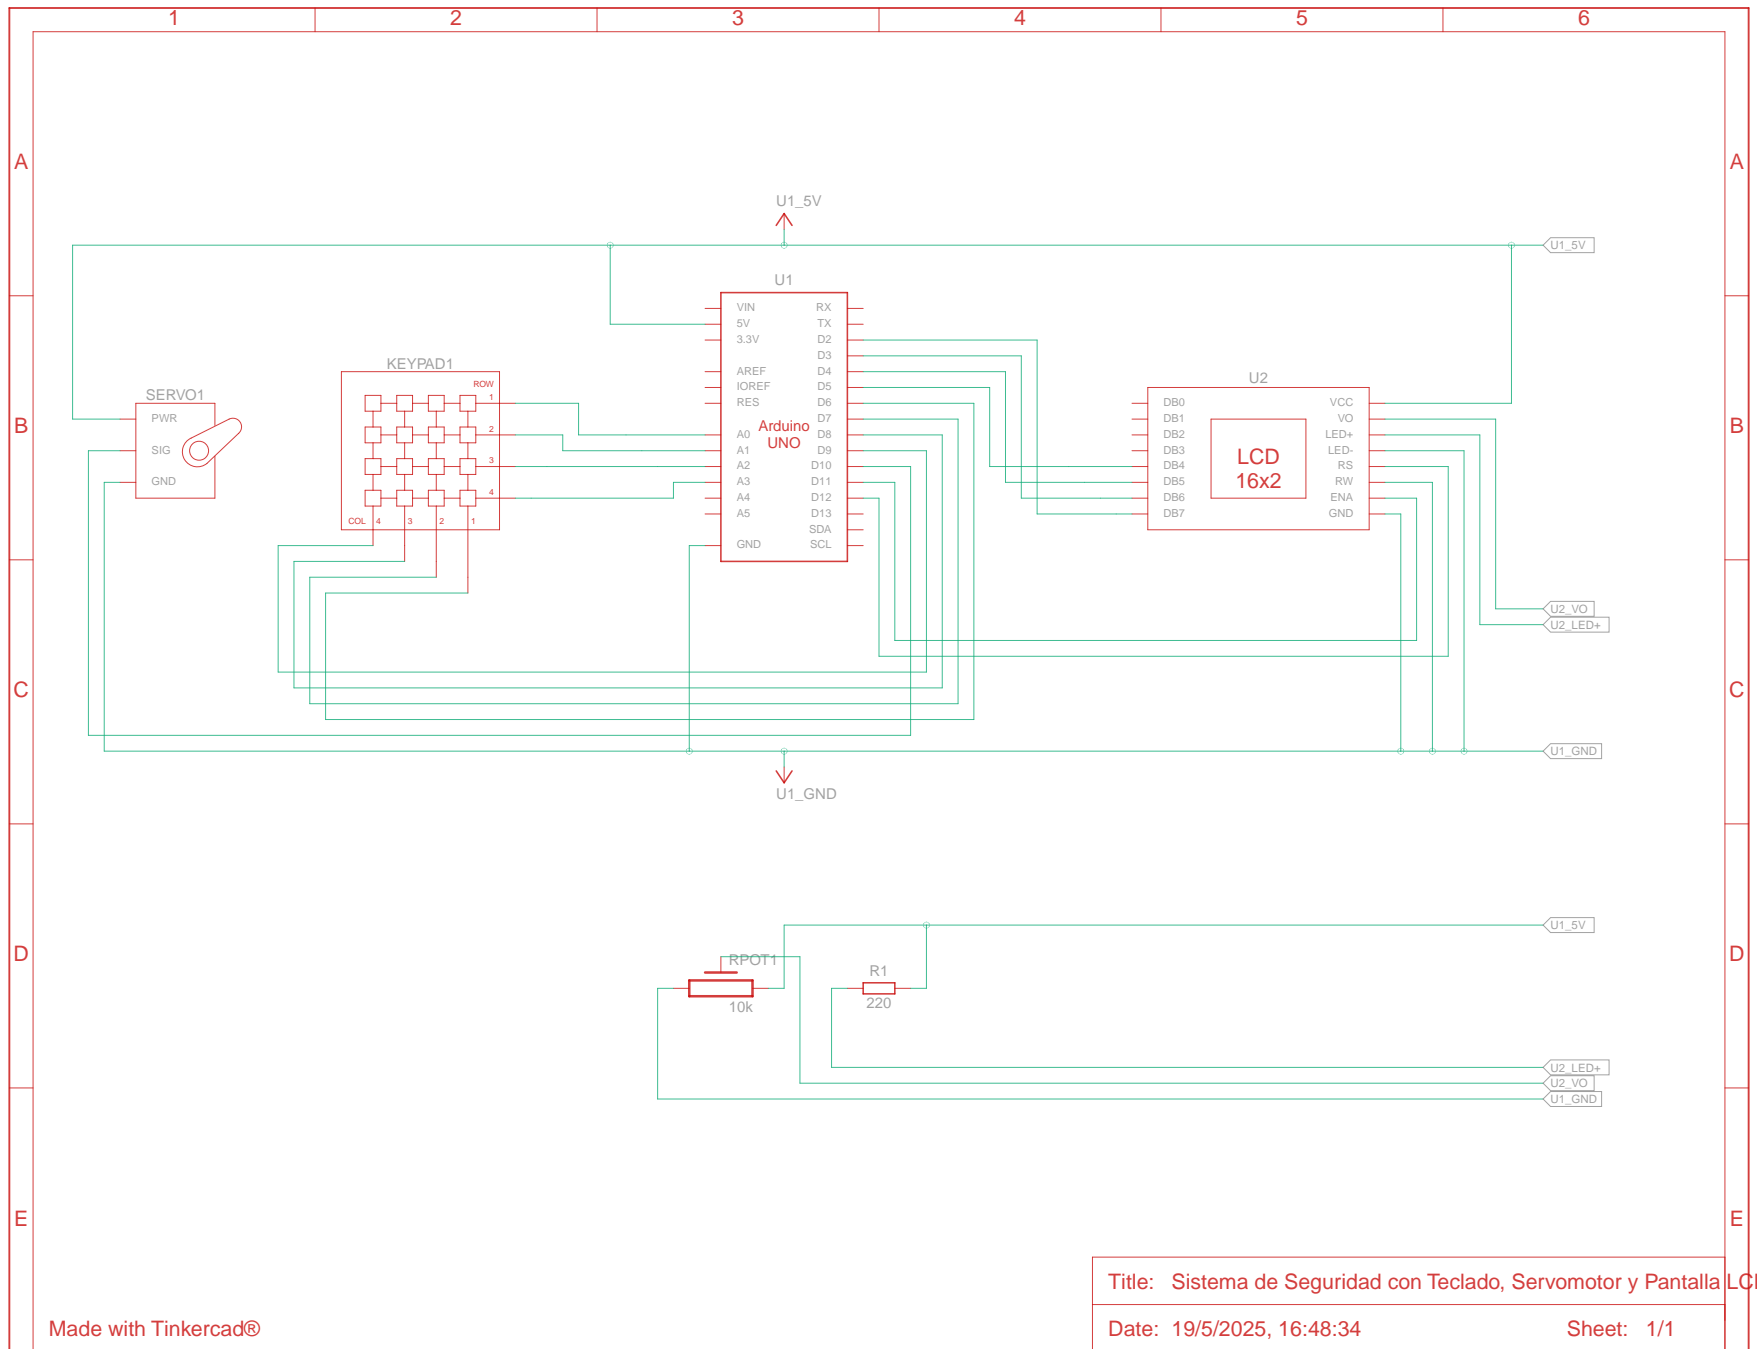 1 2 3 4 5 6
A A
U1_5V
U1_5V
U1
VIN RX
5V TX
3.3V D2
D3
AREF D4
IOREF D5
RES D6
D7
A0 D8
A1 D9
A2 D10
A3 D11
A4 D12
A5 D13
SDA
GND SCL
Arduino
UNO
KEYPAD1
ROW
1
2
3
4
COL 4 3 2 1
SERVO1
PWR
SIG
GND
B B
U2
DB0 VCC
DB1 VO
DB2 LED+
DB3 LED-
DB4 RS
DB5 RW
DB6 ENA
DB7 GND
LCD
16x2
U2_VO
U2_LED+
C C
U1_GND
U1_GND
U1_5V
D D
RPOT1
10k
R1
220
U2_LED+
U2_VO
U1_GND
E E
Title: Sistema de Seguridad con Teclado, Servomotor y Pantalla LC
Made with Tinkercad®
Date: 19/5/2025, 16:48:34 Sheet: 1/1